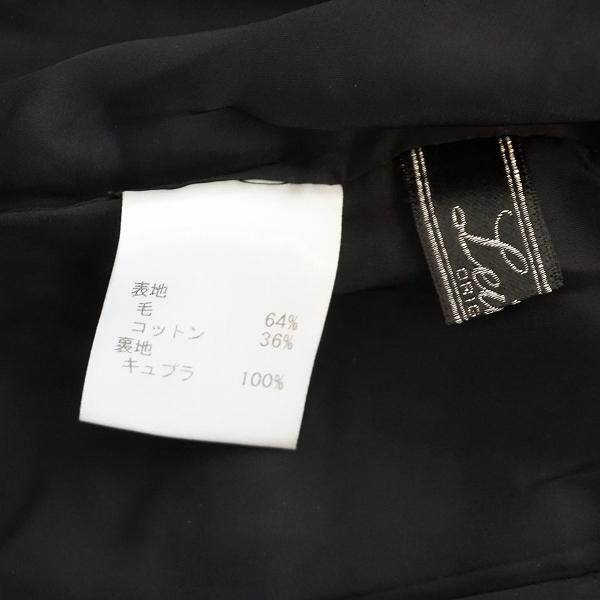 表地
毛 64%
コットン 36%
裏地
キュプラ 100%